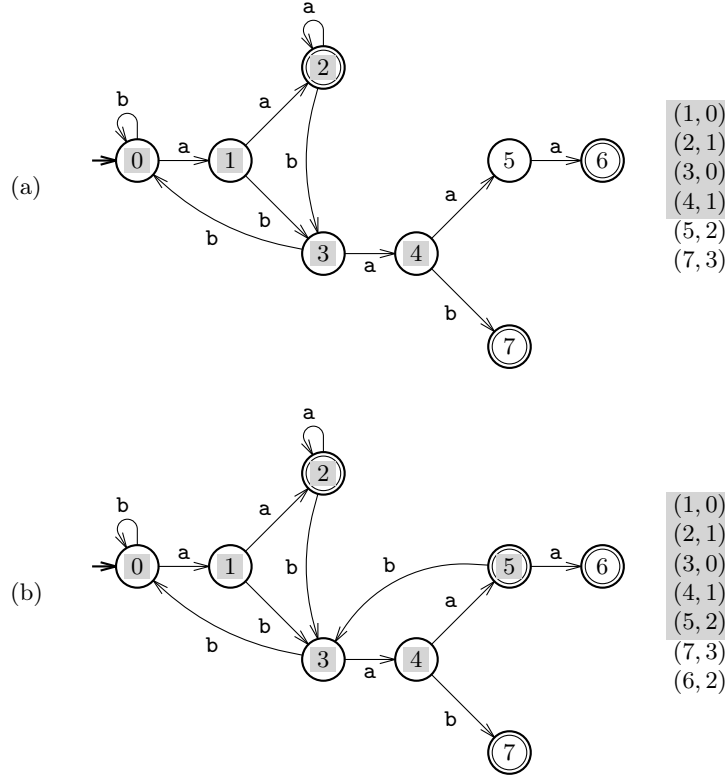 a
2
b
a
b
a
0
a
1
5
a
6
b
a
b
3
a
4
b
7
(a)
(1, 0)
(2, 1)
(3, 0)
(4, 1)
(5, 2)
(7, 3)
a
2
b
a
b
b
a
0
a
1
5
a
6
b
a
b
3
a
4
b
7
(b)
(1, 0)
(2, 1)
(3, 0)
(4, 1)
(5, 2)
(7, 3)
(6, 2)